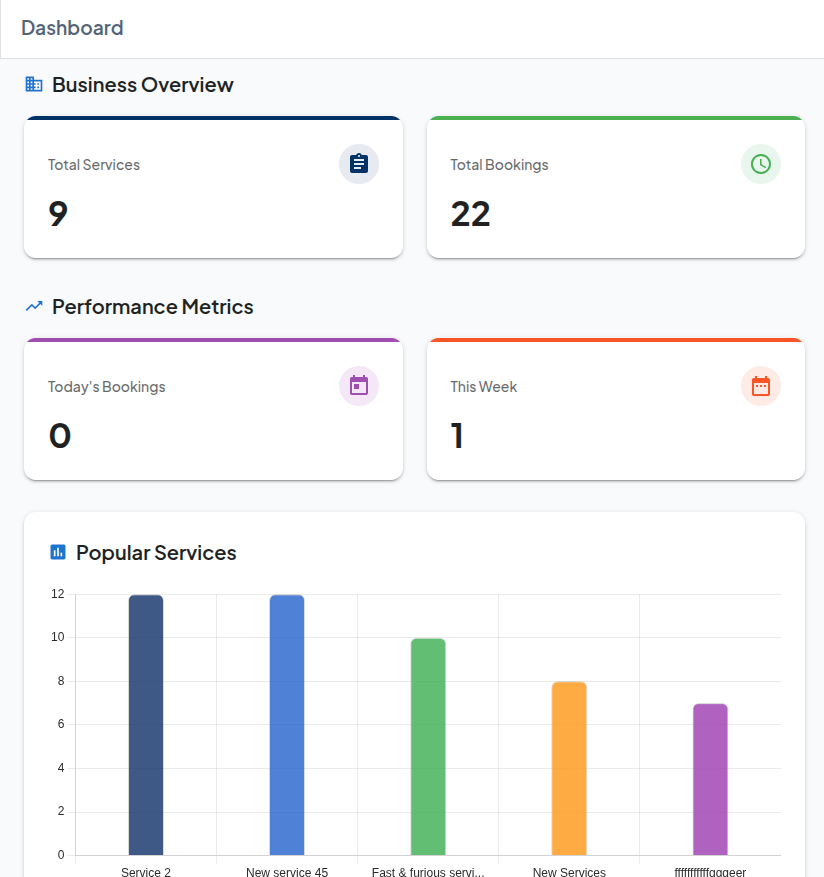 Dashboard
Business Overview
Total Services
9
Total Bookings
22
Performance Metrics
Today's Bookings
0
This Week
1
Popular Services
12
10
8
6
4
2
0
Service 2 New service 45 Fast & furious servi... New Services